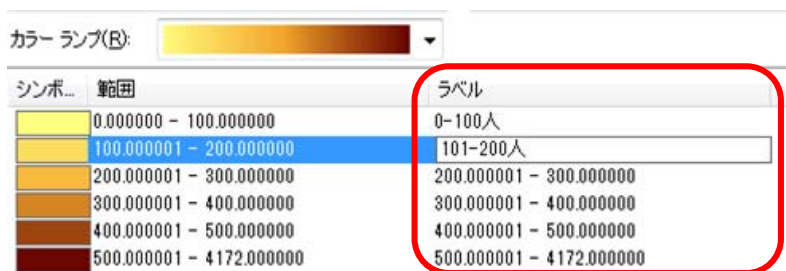 カラー ランプ(R):
シンボ... 範囲 ラベル
0.000000 - 100.000000 0-100人
100.000001 - 200.000000 101-200人
200.000001 - 300.000000 200.000001 - 300.000000
300.000001 - 400.000000 300.000001 - 400.000000
400.000001 - 500.000000 400.000001 - 500.000000
500.000001 - 4172.000000 500.000001 - 4172.000000